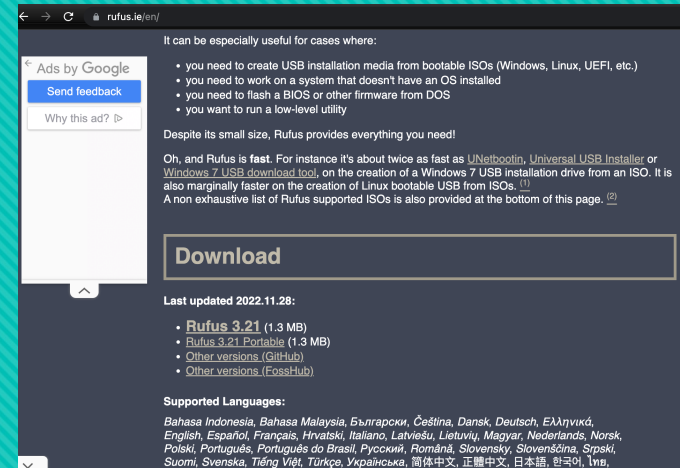 rufus.ie/en/
It can be especially useful for cases where:
Ads by Google
Send feedback
Why this ad?
• you need to create USB installation media from bootable ISOs (Windows, Linux, UEFI, etc.)
• you need to work on a system that doesn't have an OS installed
• you need to flash a BIOS or other firmware from DOS
• you want to run a low-level utility
Despite its small size, Rufus provides everything you need!
Oh, and Rufus is fast. For instance it's about twice as fast as UNetbootin, Universal USB Installer or
Windows 7 USB download tool, on the creation of a Windows 7 USB installation drive from an ISO. It is
also marginally faster on the creation of Linux bootable USB from ISOs. (1)
A non exhaustive list of Rufus supported ISOs is also provided at the bottom of this page. (2)
Download
Last updated 2022.11.28:
• Rufus 3.21 (1.3 MB)
• Rufus 3.21 Portable (1.3 MB)
• Other versions (GitHub)
• Other versions (FossHub)
Supported Languages:
Bahasa Indonesia, Bahasa Malaysia, Български, Čeština, Dansk, Deutsch, Ελληνικά,
English, Español, Français, Hrvatski, Italiano, Latviešu, Lietuvių, Magyar, Nederlands, Norsk,
Polski, Português, Português do Brasil, Русский, Română, Slovensky, Slovenščina, Srpski,
Suomi, Svenska, Tiếng Việt, Türkçe, Українська, 简体中文, 正體中文, 日本語, 한국어, ไทย,